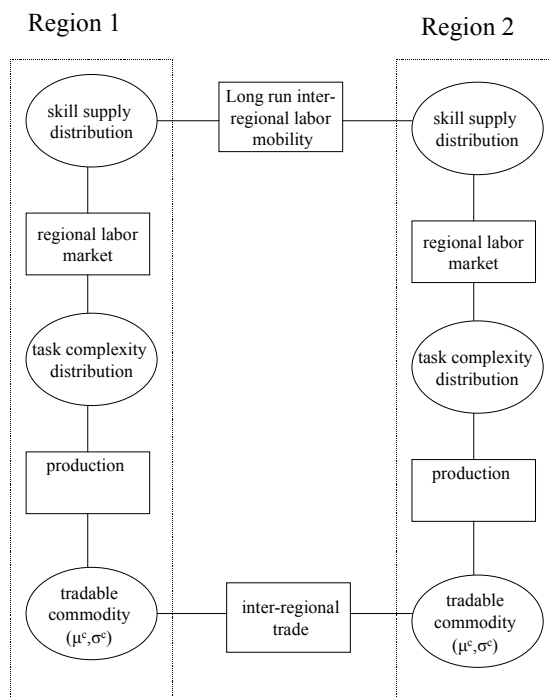 Region 1
Region 2
skill supply
distribution
Long run inter-
regional labor
mobility
skill supply
distribution
regional labor
market
regional labor
market
task complexity
distribution
task complexity
distribution
production
production
tradable
commodity
(μᶜ,σᶜ)
inter-regional
trade
tradable
commodity
(μᶜ,σᶜ)